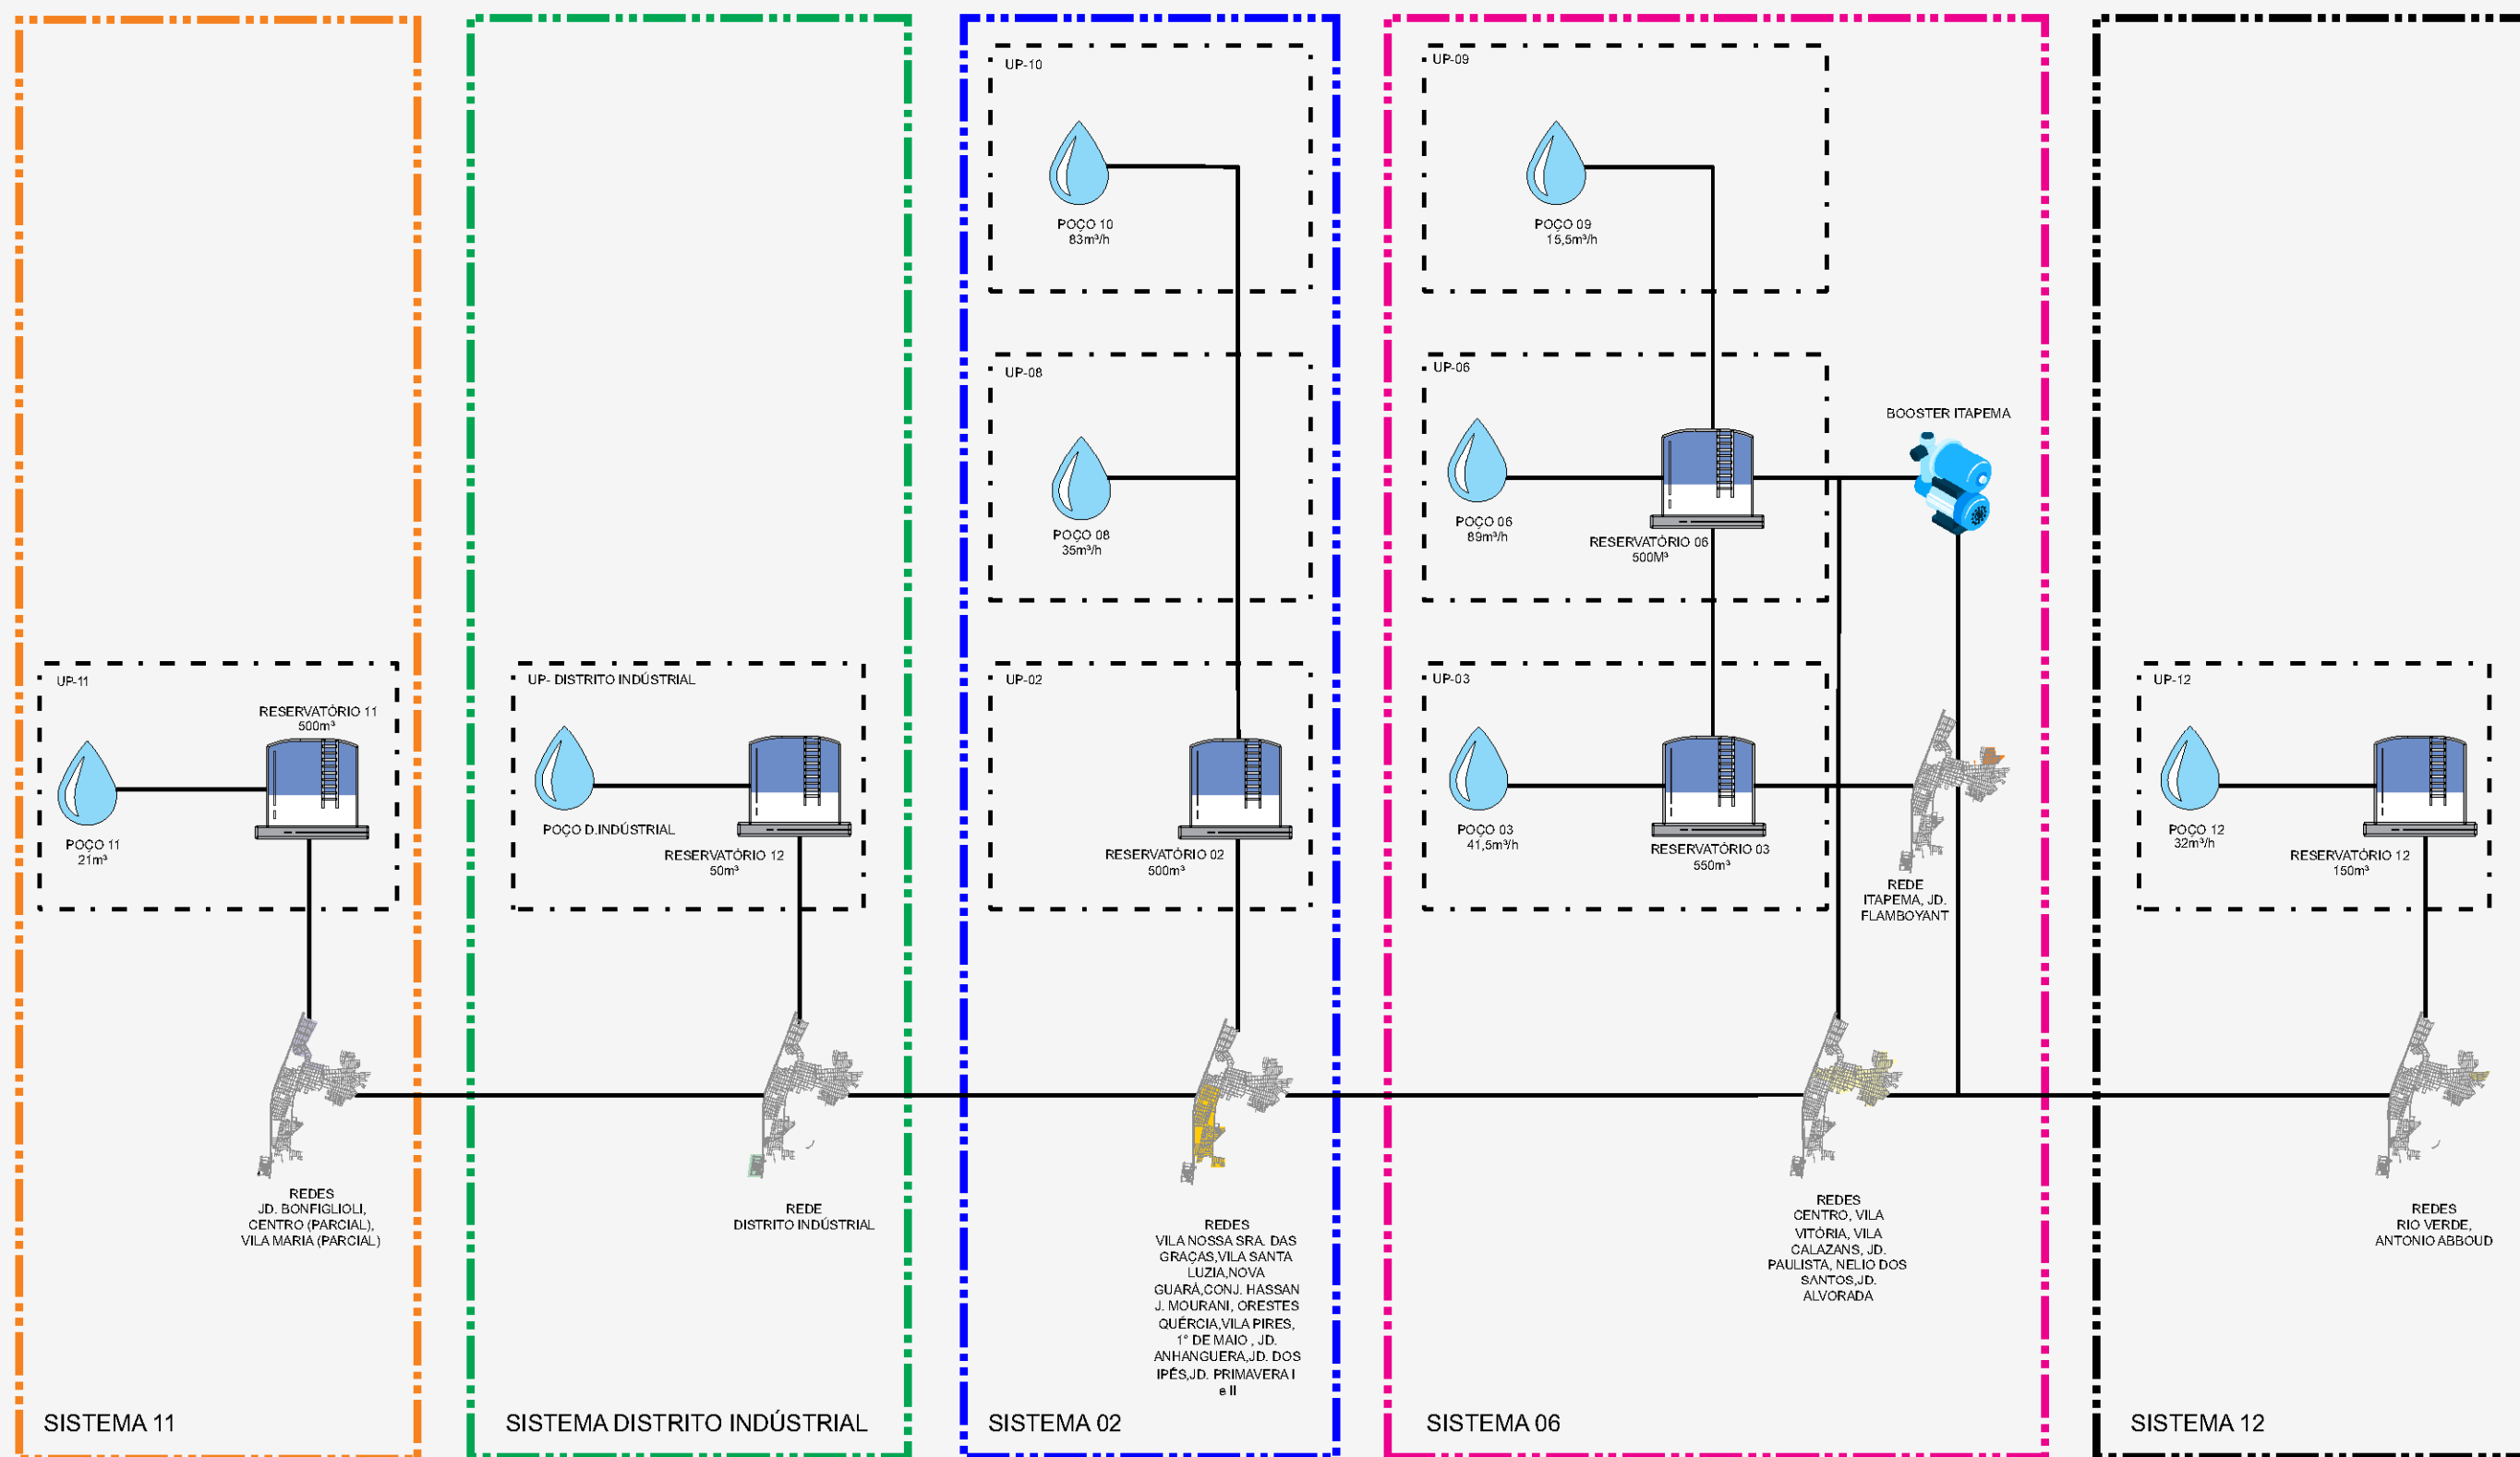 UP-11
RESERVATÓRIO 11
500m³
POÇO 11
21m³
REDES
JD. BONFIGLIOLI,
CENTRO (PARCIAL),
VILA MARIA (PARCIAL)
SISTEMA 11
UP- DISTRITO INDÚSTRIAL
POÇO D.INDÚSTRIAL
RESERVATÓRIO 12
50m³
REDE
DISTRITO INDÚSTRIAL
SISTEMA DISTRITO INDÚSTRIAL
UP-10
POÇO 10
83m³/h
UP-08
POÇO 08
35m³/h
UP-02
RESERVATÓRIO 02
500m³
REDES
VILA NOSSA SRA. DAS
GRAÇAS,VILA SANTA
LUZIA,NOVA
GUARÁ,CONJ. HASSAN
J. MOURANI, ORESTES
QUÉRCIA,VILA PIRES,
1° DE MAIO , JD.
ANHANGUERA,JD. DOS
IPÊS,JD. PRIMAVERA I
e II
SISTEMA 02
UP-09
POÇO 09
15,5m³/h
UP-06
POÇO 06
89m³/h
RESERVATÓRIO 06
500M³
BOOSTER ITAPEMA
UP-03
POÇO 03
41,5m³/h
RESERVATÓRIO 03
550m³
REDE
ITAPEMA, JD.
FLAMBOYANT
REDES
CENTRO, VILA
VITÓRIA, VILA
CALAZANS, JD.
PAULISTA, NELIO DOS
SANTOS,JD.
ALVORADA
SISTEMA 06
UP-12
POÇO 12
32m³/h
RESERVATÓRIO 12
150m³
REDES
RIO VERDE,
ANTONIO ABBOUD
SISTEMA 12